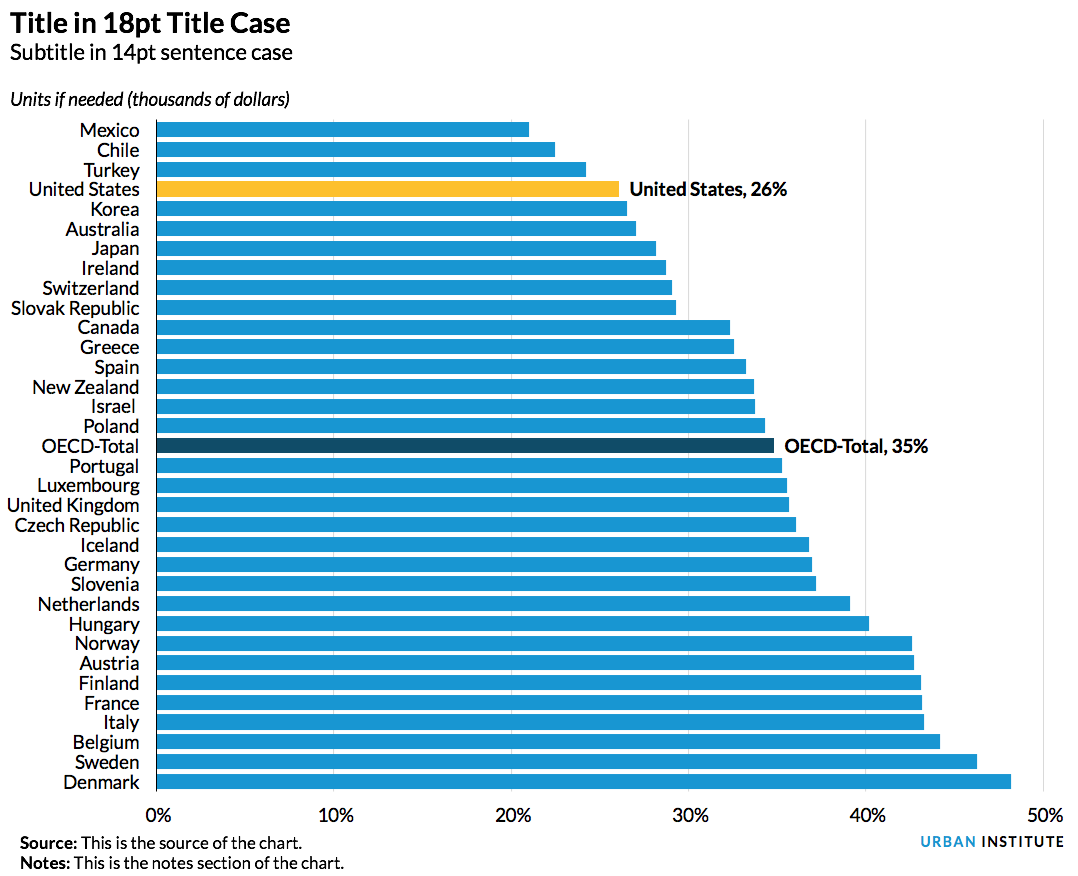 Title in 18pt Title Case
Subtitle in 14pt sentence case
Units if needed (thousands of dollars)
Mexico
Chile
Turkey
United States United States, 26%
Korea
Australia
Japan
Ireland
Switzerland
Slovak Republic
Canada
Greece
Spain
New Zealand
Israel
Poland
OECD-Total OECD-Total, 35%
Portugal
Luxembourg
United Kingdom
Czech Republic
Iceland
Germany
Slovenia
Netherlands
Hungary
Norway
Austria
Finland
France
Italy
Belgium
Sweden
Denmark
0% 10% 20% 30% 40% 50%
Source: This is the source of the chart.
URBAN INSTITUTE
Notes: This is the notes section of the chart.